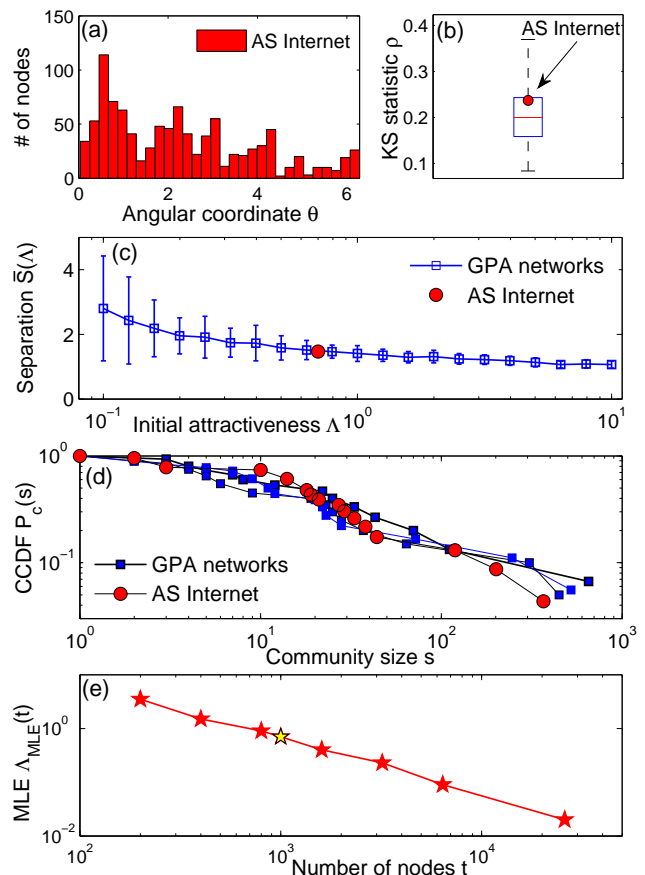 (a)
AS Internet
# of nodes
150
100
50
0
0
2
4
6
Angular coordinate θ
(b)
AS Internet
KS statistic ρ
0.4
0.3
0.2
0.1
(c)
GPA networks
AS Internet
Separation S̄(Λ)
4
2
0
10⁻¹
10⁰
10¹
Initial attractiveness Λ
(d)
GPA networks
AS Internet
CCDF P_c(s)
10⁰
10⁻¹
10⁰
10¹
10²
10³
Community size s
(e)
MLE Λ_MLE(t)
10⁰
10⁻²
10²
10³
10⁴
Number of nodes t